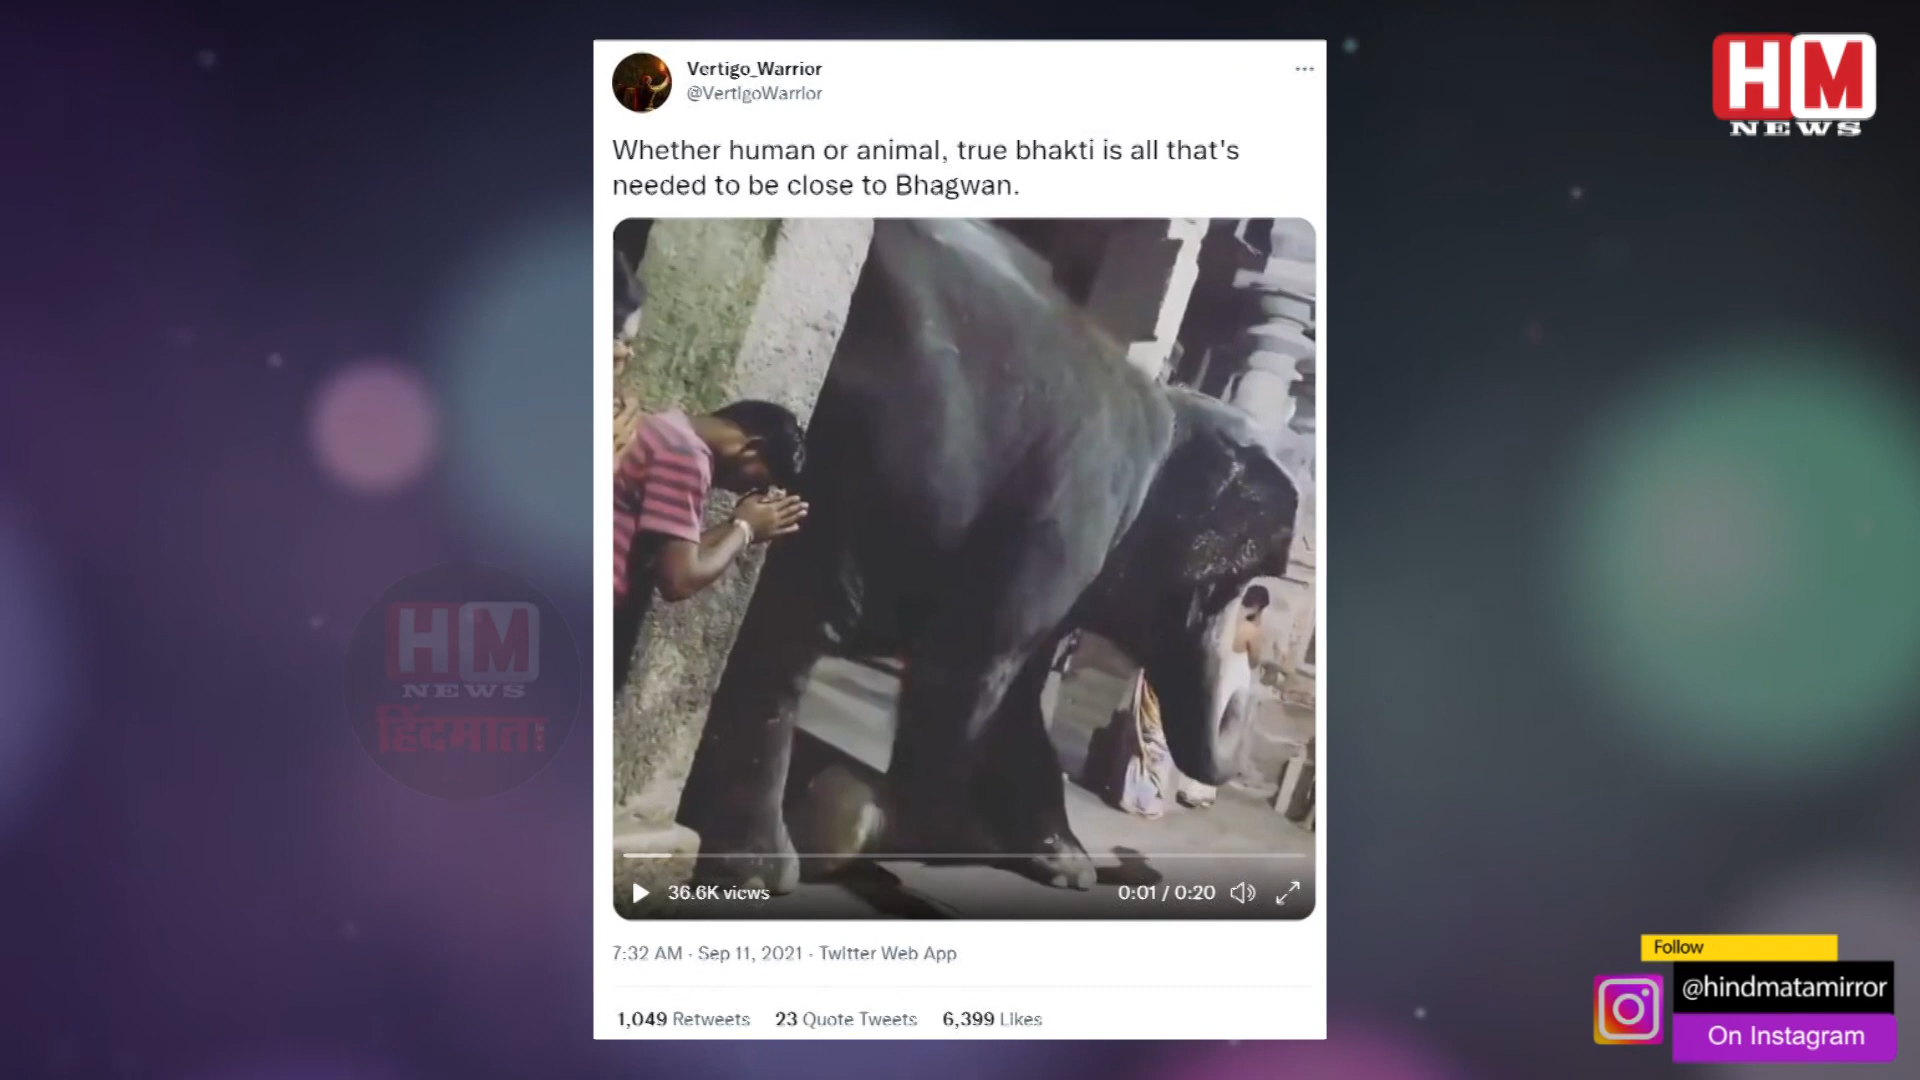 Vertigo_Warrior
@VertigoWarrior
Whether human or animal, true bhakti is all that's
needed to be close to Bhagwan.
36.6K views
0:01 / 0:20
7:32 AM · Sep 11, 2021 · Twitter Web App
1,049 Retweets 23 Quote Tweets 6,399 Likes
HM
NEWS
HM
NEWS
Follow
@hindmatamirror
On Instagram